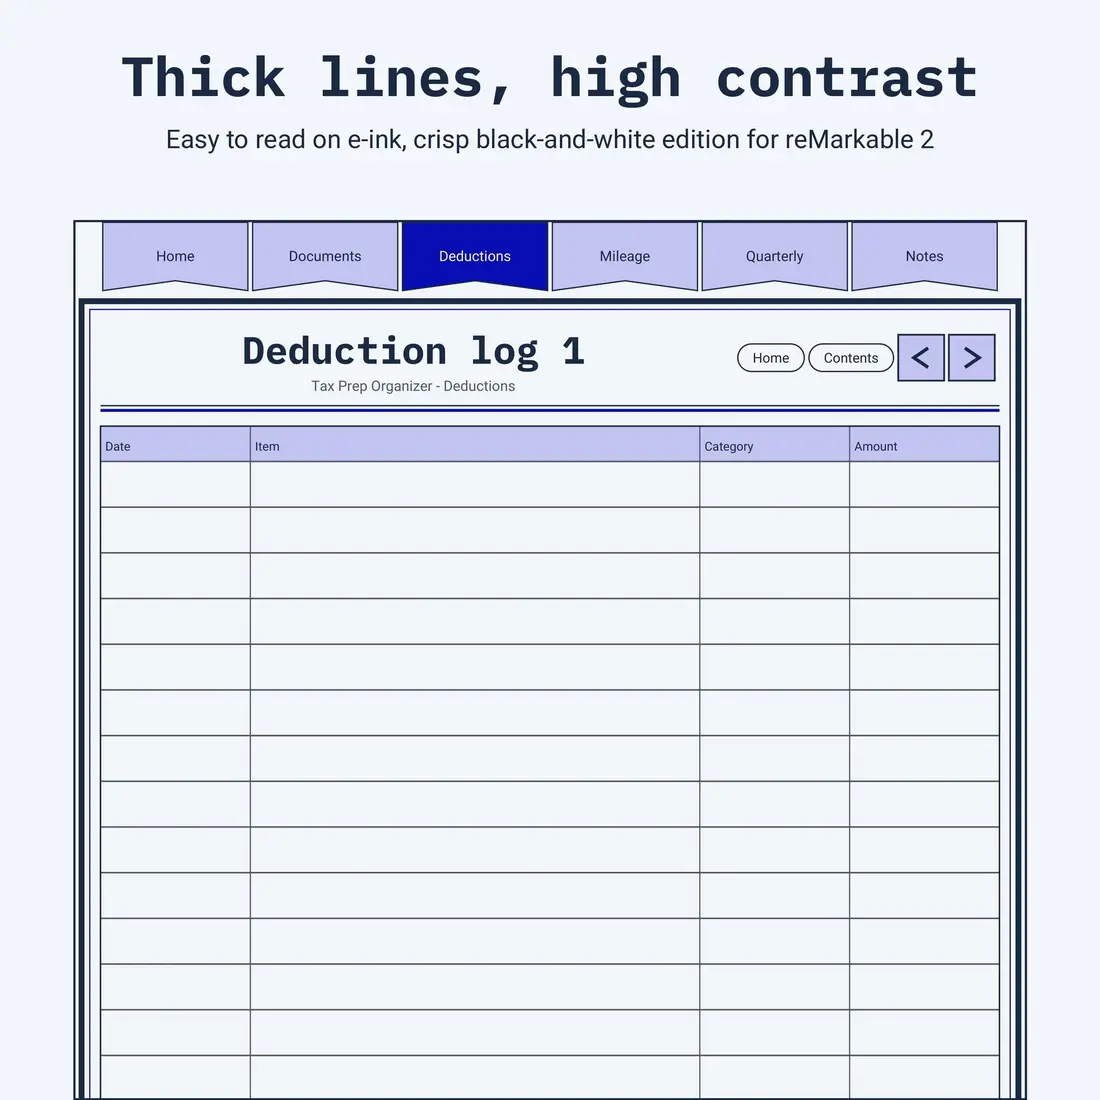 Thick lines, high contrast
Easy to read on e-ink, crisp black-and-white edition for reMarkable 2
Home Documents Deductions Mileage Quarterly Notes
Deduction log 1
Tax Prep Organizer - Deductions
Home Contents < >
Date Item Category Amount